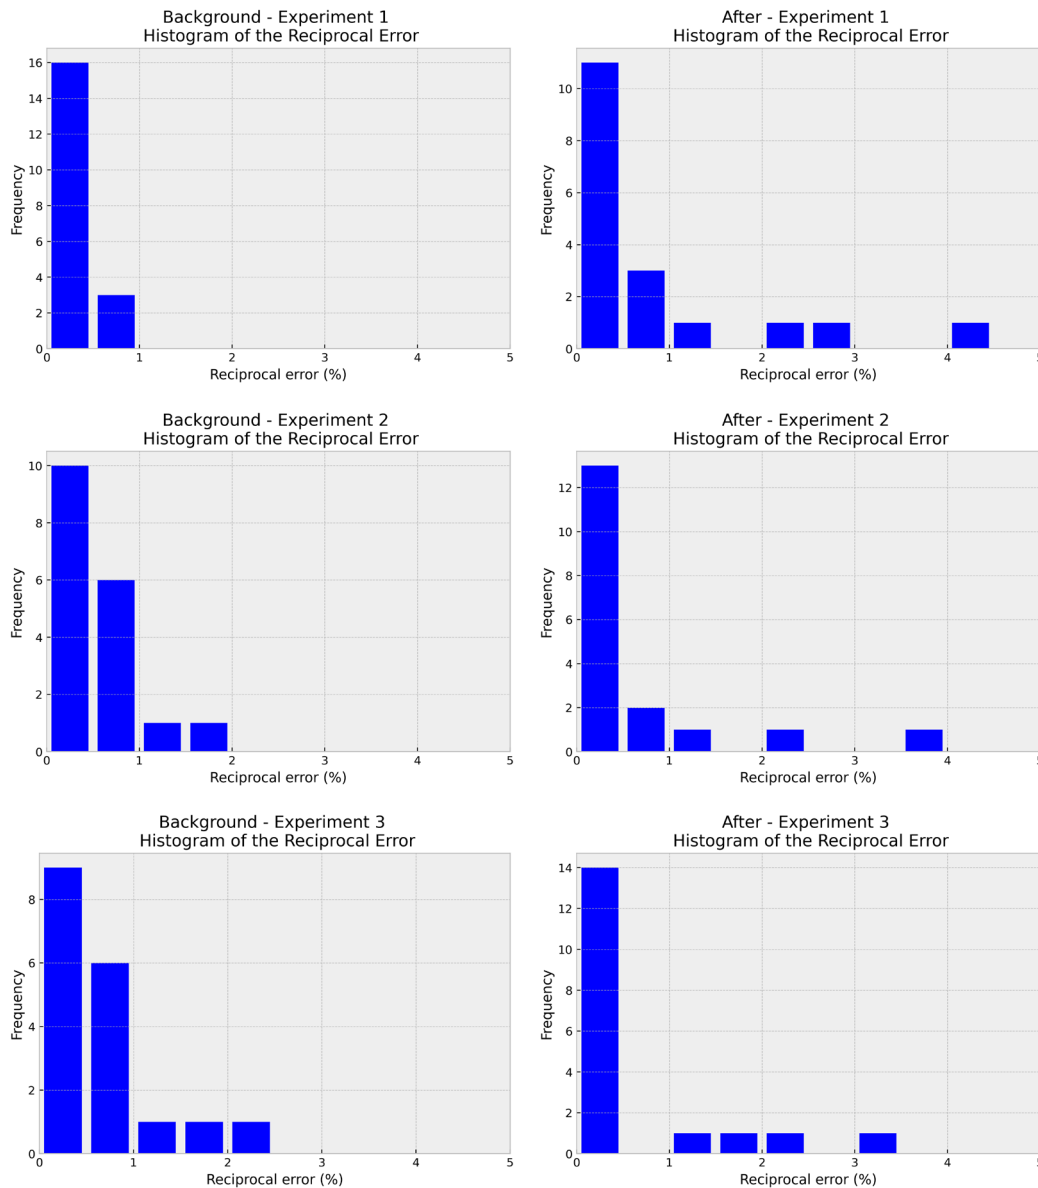 Background - Experiment 1
Histogram of the Reciprocal Error
Frequency
16
14
12
10
8
6
4
2
0
0 1 2 3 4 5
Reciprocal error (%)
After - Experiment 1
Histogram of the Reciprocal Error
Frequency
10
8
6
4
2
0
0 1 2 3 4 5
Reciprocal error (%)
Background - Experiment 2
Histogram of the Reciprocal Error
Frequency
10
8
6
4
2
0
0 1 2 3 4 5
Reciprocal error (%)
After - Experiment 2
Histogram of the Reciprocal Error
Frequency
12
10
8
6
4
2
0
0 1 2 3 4 5
Reciprocal error (%)
Background - Experiment 3
Histogram of the Reciprocal Error
Frequency
8
6
4
2
0
0 1 2 3 4 5
Reciprocal error (%)
After - Experiment 3
Histogram of the Reciprocal Error
Frequency
14
12
10
8
6
4
2
0
0 1 2 3 4 5
Reciprocal error (%)